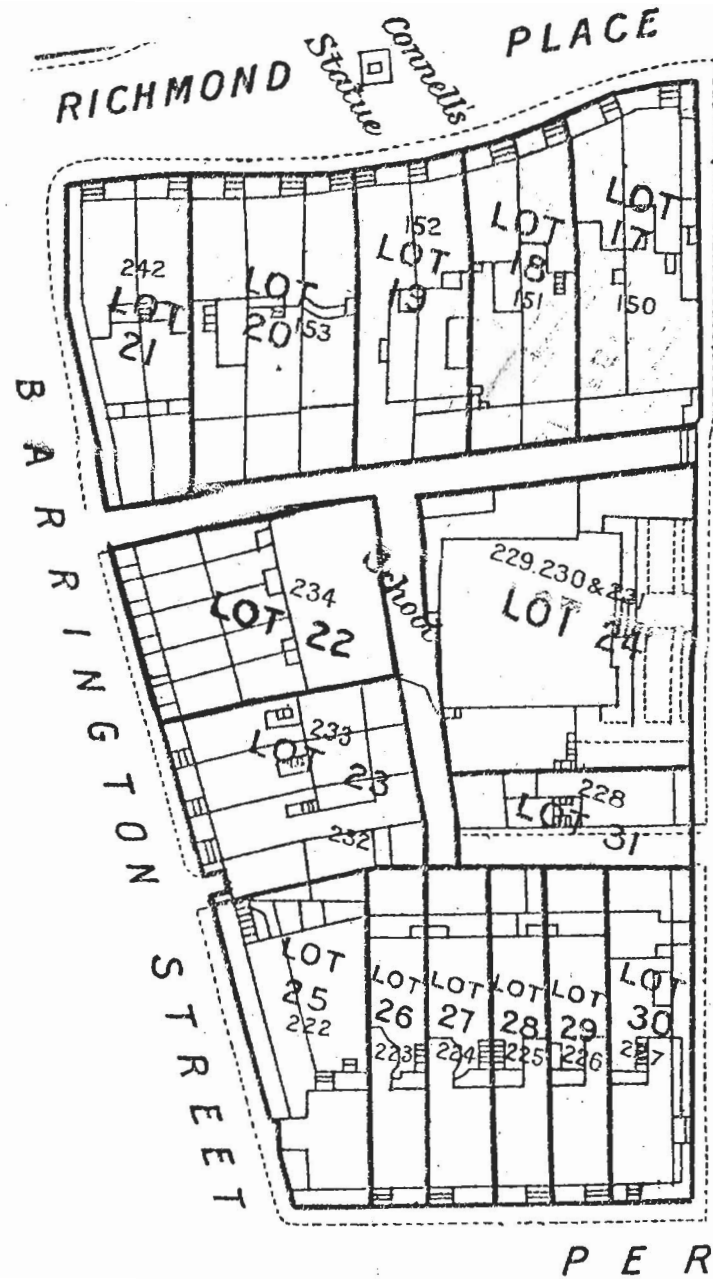 RICHMOND PLACE
Connell's
Statue
LOT 17
150
LOT 18
151
152
LOT 19
LOT 20
153
242
LOT 21
BARRINGTON STREET
School
234
LOT 22
229,230 & 231
LOT 24
233
LOT 23
232
228
LOT 31
LOT 25
222
LOT 26
223
LOT 27
224
LOT 28
225
LOT 29
226
LOT 30
227
PER